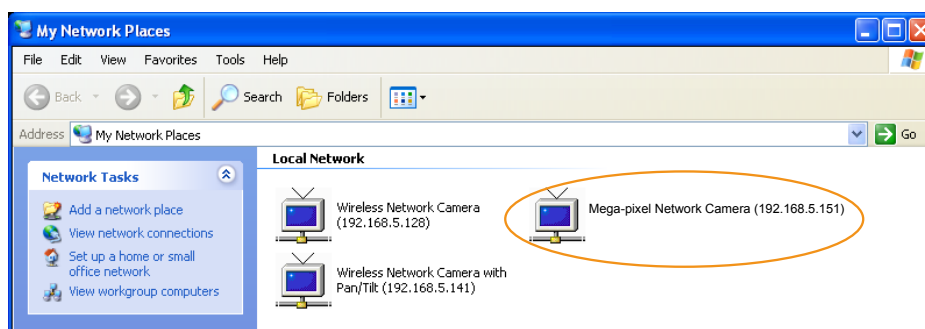 My Network Places
File Edit View Favorites Tools Help
Back Search Folders
Address My Network Places Go
Network Tasks
Add a network place
View network connections
Set up a home or small
office network
View workgroup computers
Local Network
Wireless Network Camera
(192.168.5.128)
Mega-pixel Network Camera (192.168.5.151)
Wireless Network Camera with
Pan/Tilt (192.168.5.141)